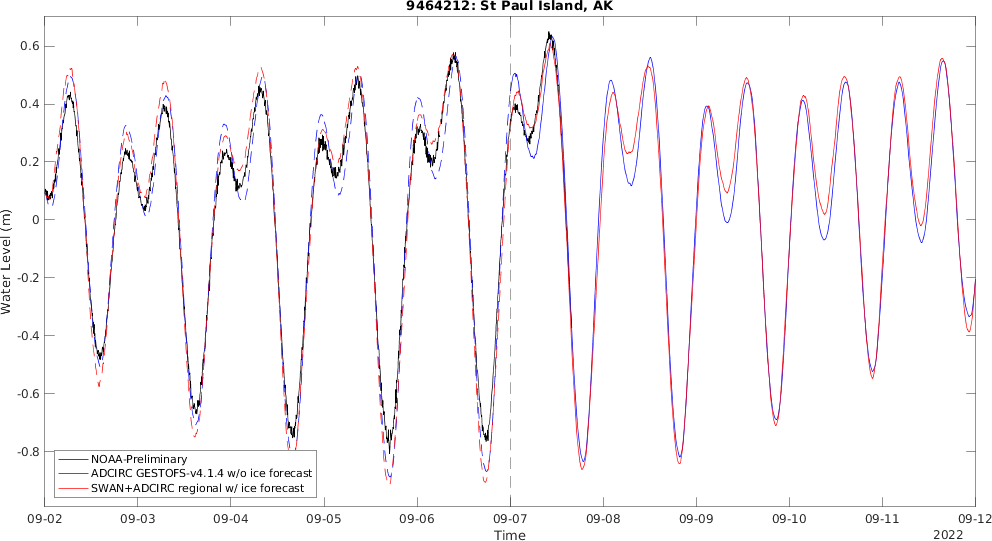 9464212: St Paul Island, AK
Water Level (m)
0.6
0.4
0.2
0
-0.2
-0.4
-0.6
-0.8
NOAA-Preliminary
ADCIRC GESTOFS-v4.1.4 w/o ice forecast
SWAN+ADCIRC regional w/ ice forecast
09-02 09-03 09-04 09-05 09-06 09-07 09-08 09-09 09-10 09-11 09-12
Time
2022